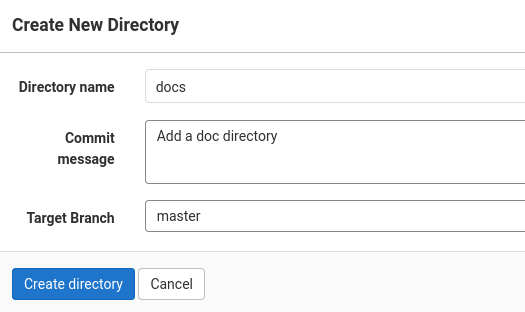 Create New Directory
Directory name
docs
Commit message
Add a doc directory
Target Branch
master
Create directory
Cancel